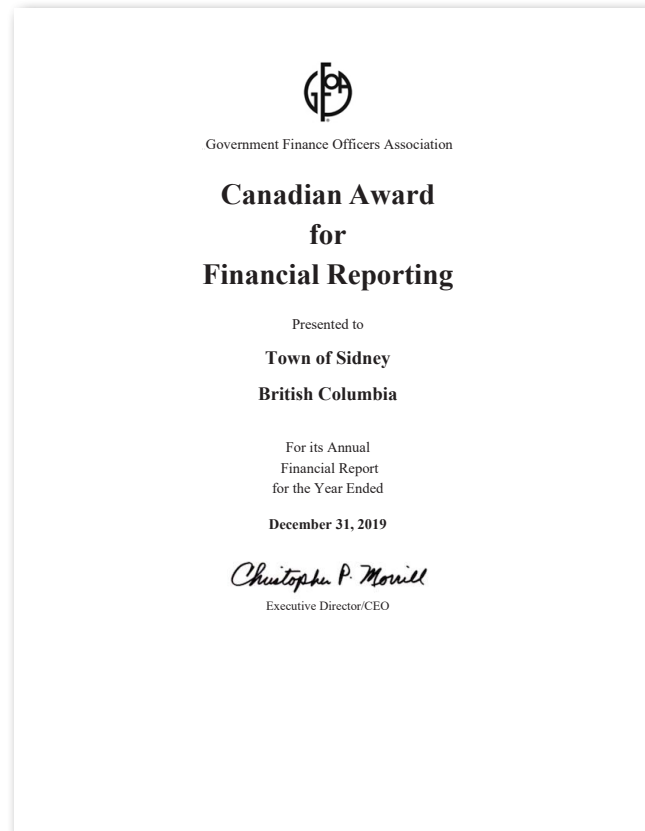 GFOA
Government Finance Officers Association
Canadian Award
for
Financial Reporting
Presented to
Town of Sidney
British Columbia
For its Annual
Financial Report
for the Year Ended
December 31, 2019
Christopher P. Morrill
Executive Director/CEO